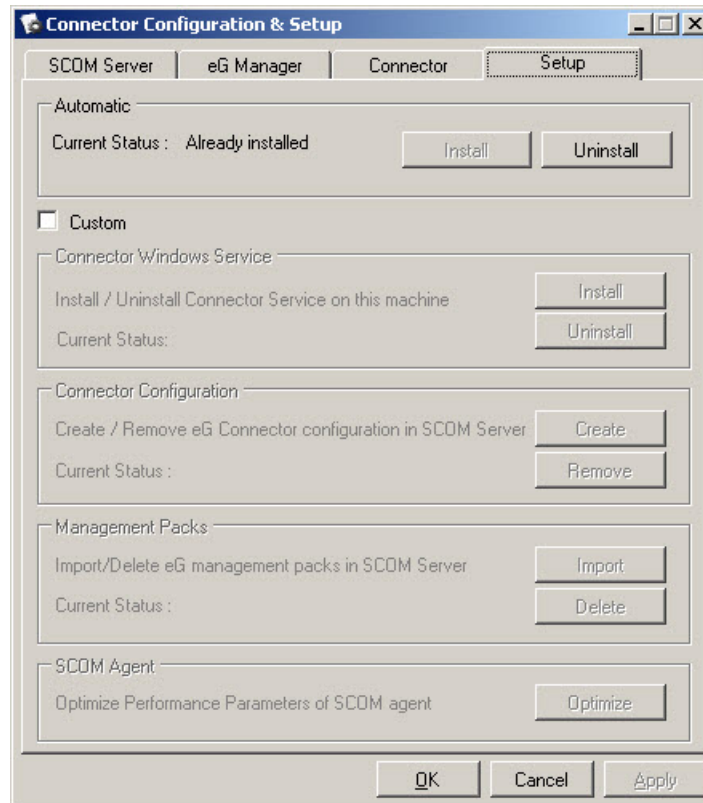 Connector Configuration & Setup
SCOM Server eG Manager Connector Setup
Automatic
Current Status : Already installed Install Uninstall
Custom
Connector Windows Service
Install / Uninstall Connector Service on this machine Install
Current Status: Uninstall
Connector Configuration
Create / Remove eG Connector configuration in SCOM Server Create
Current Status : Remove
Management Packs
Import/Delete eG management packs in SCOM Server Import
Current Status : Delete
SCOM Agent
Optimize Performance Parameters of SCOM agent Optimize
OK Cancel Apply